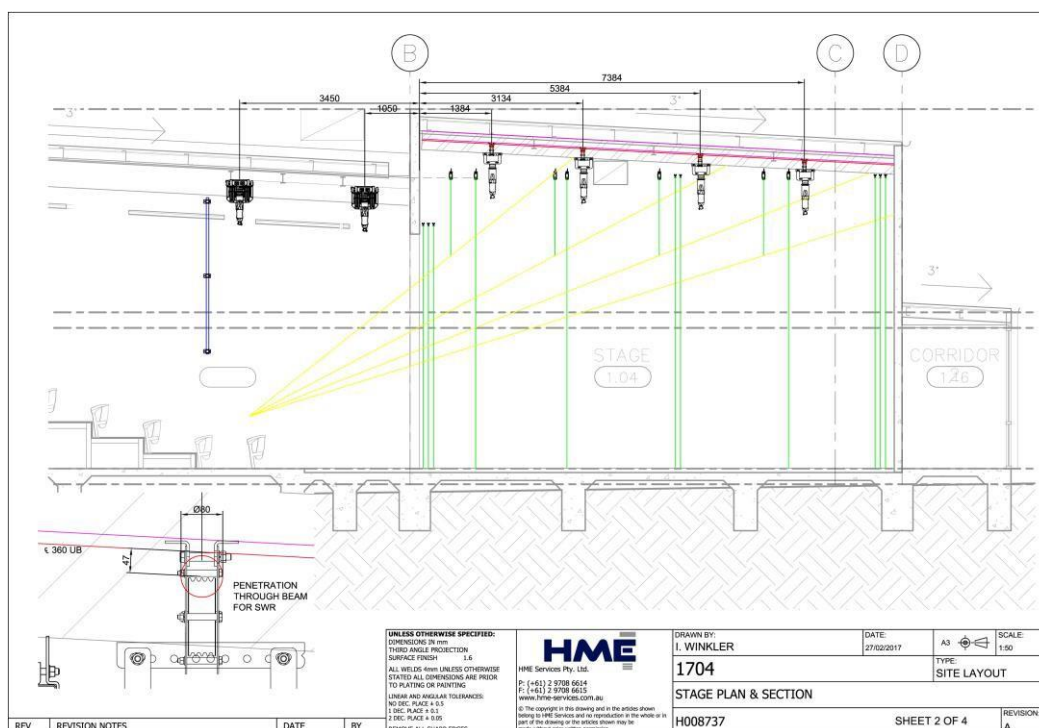 B
C
D
7384
5384
3450
3134
1050
1384
3°
3°
3°
STAGE
1.04
CORRIDOR
Ø80
℄ 360 UB
47
PENETRATION
THROUGH BEAM
FOR SWR
UNLESS OTHERWISE SPECIFIED:
DIMENSIONS IN mm
THIRD ANGLE PROJECTION
SURFACE FINISH 1.6
ALL WELDS 4mm UNLESS OTHERWISE
STATED ALL DIMENSIONS ARE PRIOR
TO PLATING OR PAINTING
LINEAR AND ANGULAR TOLERANCES:
NO DEC. PLACE ± 0.5
1 DEC. PLACE ± 0.1
2 DEC. PLACE ± 0.05
REMOVE ALL SHARP EDGES
HME
HME Services Pty. Ltd.
P: (+61) 2 9708 6614
F: (+61) 2 9708 6615
www.hme-services.com.au
© The copyright in this drawing and in the articles shown
belong to HME Services and no reproduction in the whole or in
part of the drawing or the articles shown may be
DRAWN BY:
I. WINKLER
DATE:
27/02/2017
A3
SCALE:
1:50
1704
TYPE:
SITE LAYOUT
STAGE PLAN & SECTION
H008737
SHEET 2 OF 4
REVISION:
A
REV
REVISION NOTES
DATE
BY